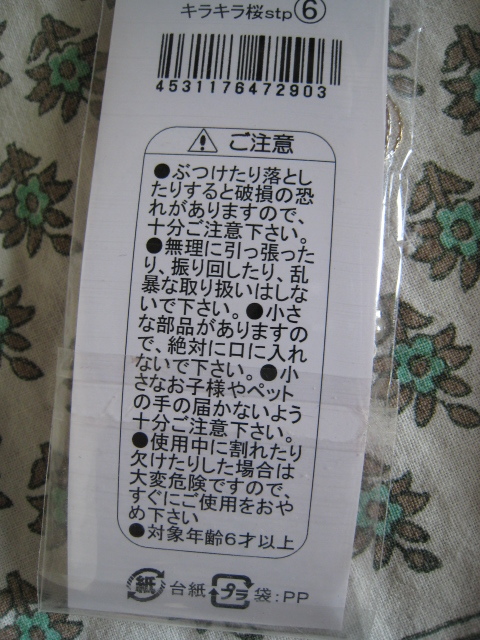 キラキラ桜stp⑥
4531176472903
⚠ ご注意
●ぶつけたり落とし
たりすると破損の恐
れがありますので、
十分ご注意下さい。
●無理に引っ張った
り、振り回したり、乱
暴な取り扱いはしな
いで下さい。●小さ
な部品がありますの
で、絶対に口に入れ
ないで下さい。●小
さなお子様やペット
の手の届かないよう
十分ご注意下さい。
●使用中に割れたり
欠けたりした場合は
大変危険ですので、
すぐにご使用をおや
め下さい
●対象年齢6才以上
紙 台紙 プラ 袋:PP